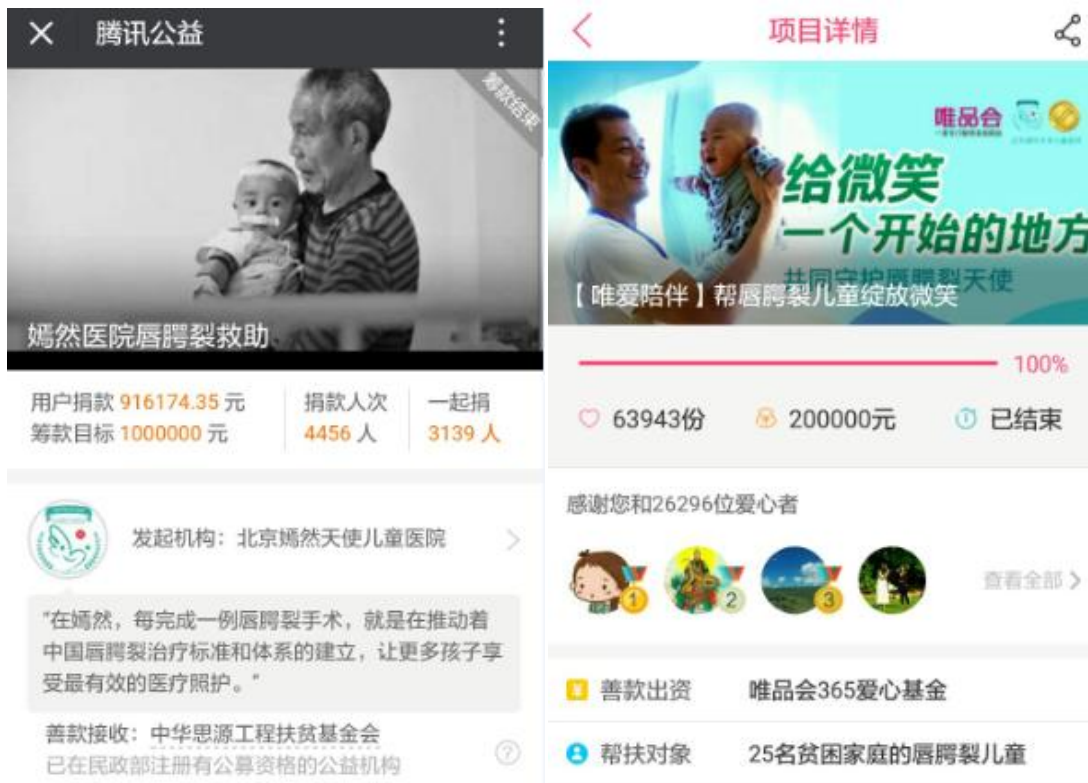 腾讯公益
筹款结束
嫣然医院唇腭裂救助
用户捐款 916174.35 元
筹款目标 1000000 元
捐款人次
4456 人
一起捐
3139 人
发起机构：北京嫣然天使儿童医院
“在嫣然，每完成一例唇腭裂手术，就是在推动着
中国唇腭裂治疗标准和体系的建立，让更多孩子享
受最有效的医疗照护。”
善款接收：中华思源工程扶贫基金会
已在民政部注册有公募资格的公益机构
项目详情
唯品会
给微笑
一个开始的地方
共同守护唇腭裂天使
【唯爱陪伴】帮唇腭裂儿童绽放微笑
100%
63943份
200000元
已结束
感谢您和26296位爱心者
1
2
3
查看全部
善款出资 唯品会365爱心基金
帮扶对象 25名贫困家庭的唇腭裂儿童